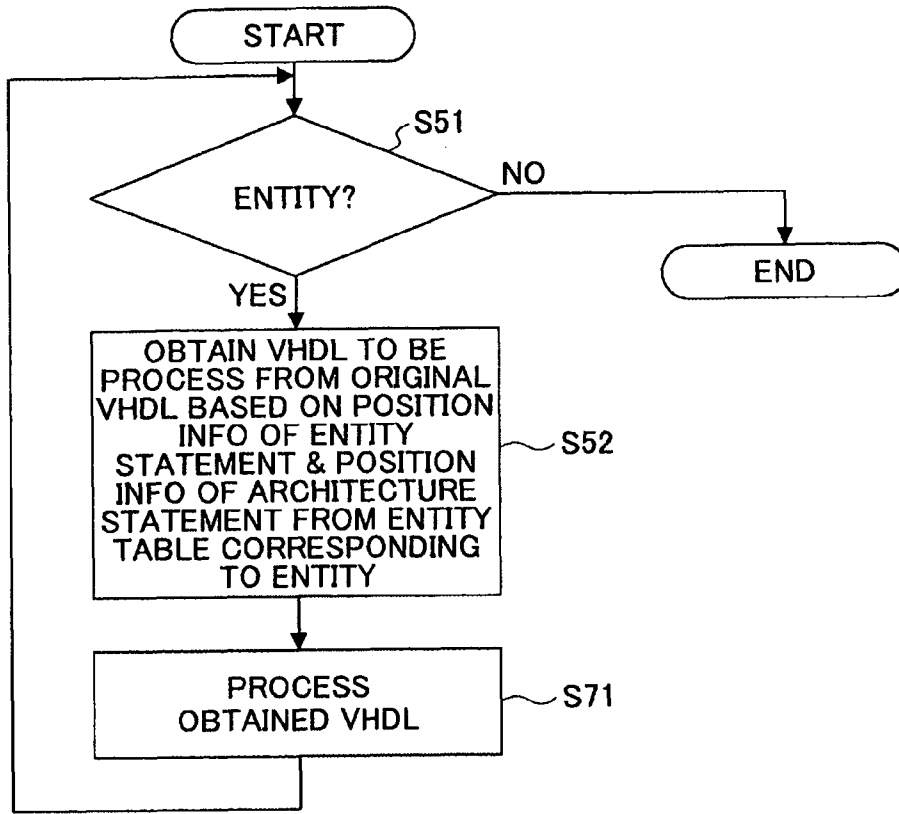 START
S51
ENTITY?
NO
END
YES
OBTAIN VHDL TO BE
PROCESS FROM ORIGINAL
VHDL BASED ON POSITION
INFO OF ENTITY
STATEMENT & POSITION
INFO OF ARCHITECTURE
STATEMENT FROM ENTITY
TABLE CORRESPONDING
TO ENTITY
S52
PROCESS
OBTAINED VHDL
S71